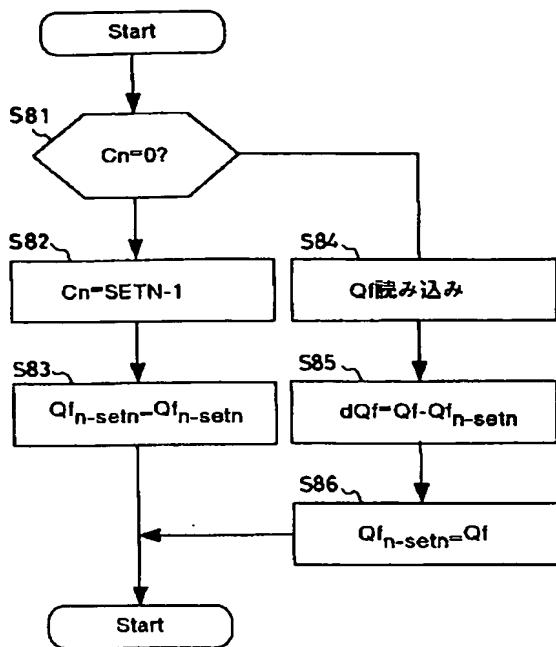 Start
S81
Cn=0?
S82
Cn=SETN-1
S83
Qfn-setn=Qfn-setn
S84
Qf読み込み
S85
dQf=Qf-Qfn-setn
S86
Qfn-setn=Qf
Start